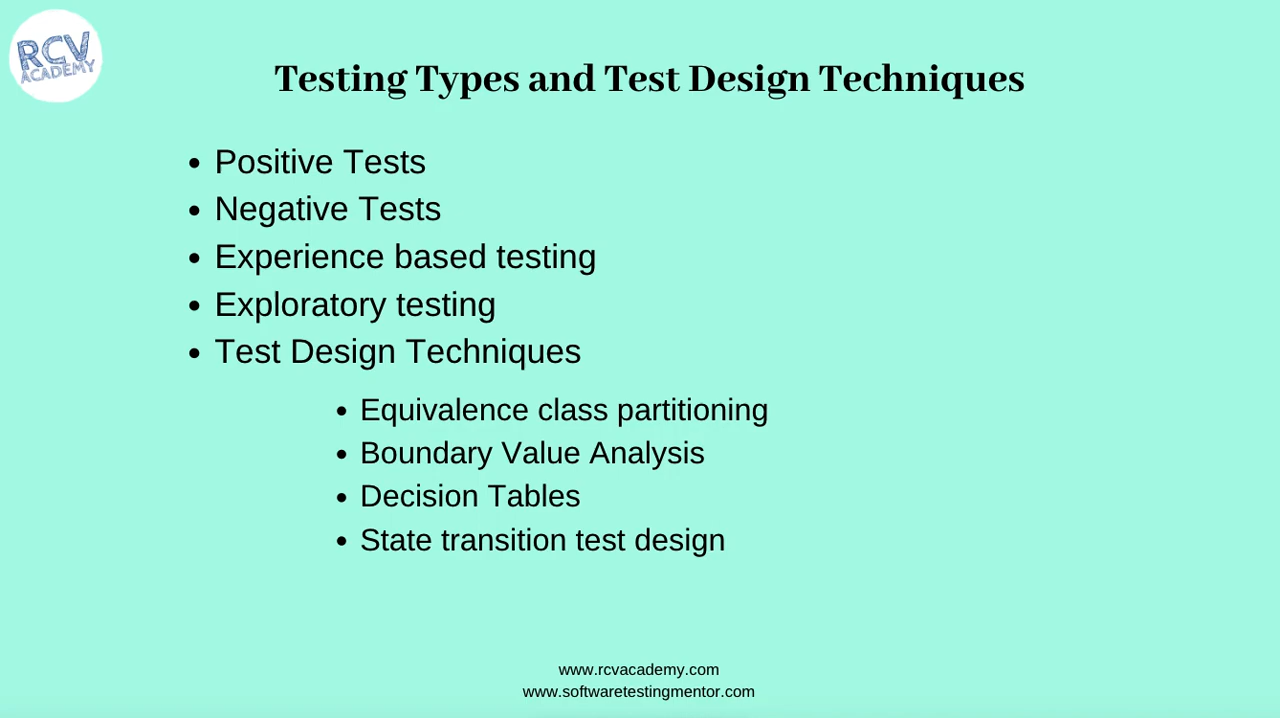 RCV
ACADEMY
Testing Types and Test Design Techniques
• Positive Tests
• Negative Tests
• Experience based testing
• Exploratory testing
• Test Design Techniques
• Equivalence class partitioning
• Boundary Value Analysis
• Decision Tables
• State transition test design
www.rcvacademy.com
www.softwaretestingmentor.com